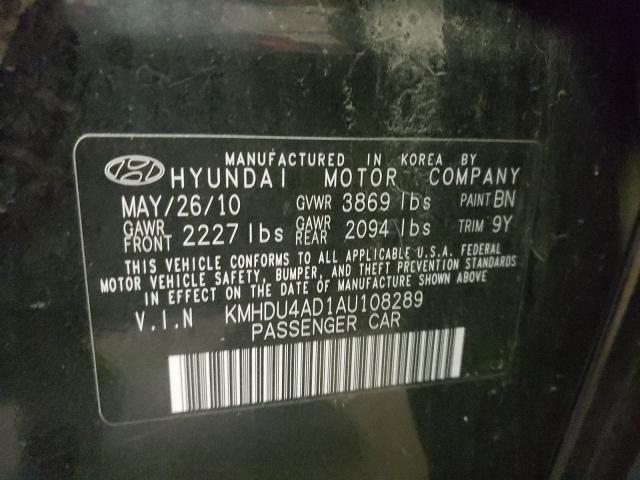 MANUFACTURED IN KOREA BY
HYUNDAI MOTOR COMPANY
MAY/26/10 GVWR 3869 lbs PAINT BN
GAWR FRONT 2227 lbs GAWR REAR 2094 lbs TRIM 9Y
THIS VEHICLE CONFORMS TO ALL APPLICABLE U.S.A. FEDERAL
MOTOR VEHICLE SAFETY, BUMPER, AND THEFT PREVENTION STANDARDS
IN EFFECT ON THE DATE OF MANUFACTURE SHOWN ABOVE
V.I.N KMHDU4AD1AU108289
PASSENGER CAR